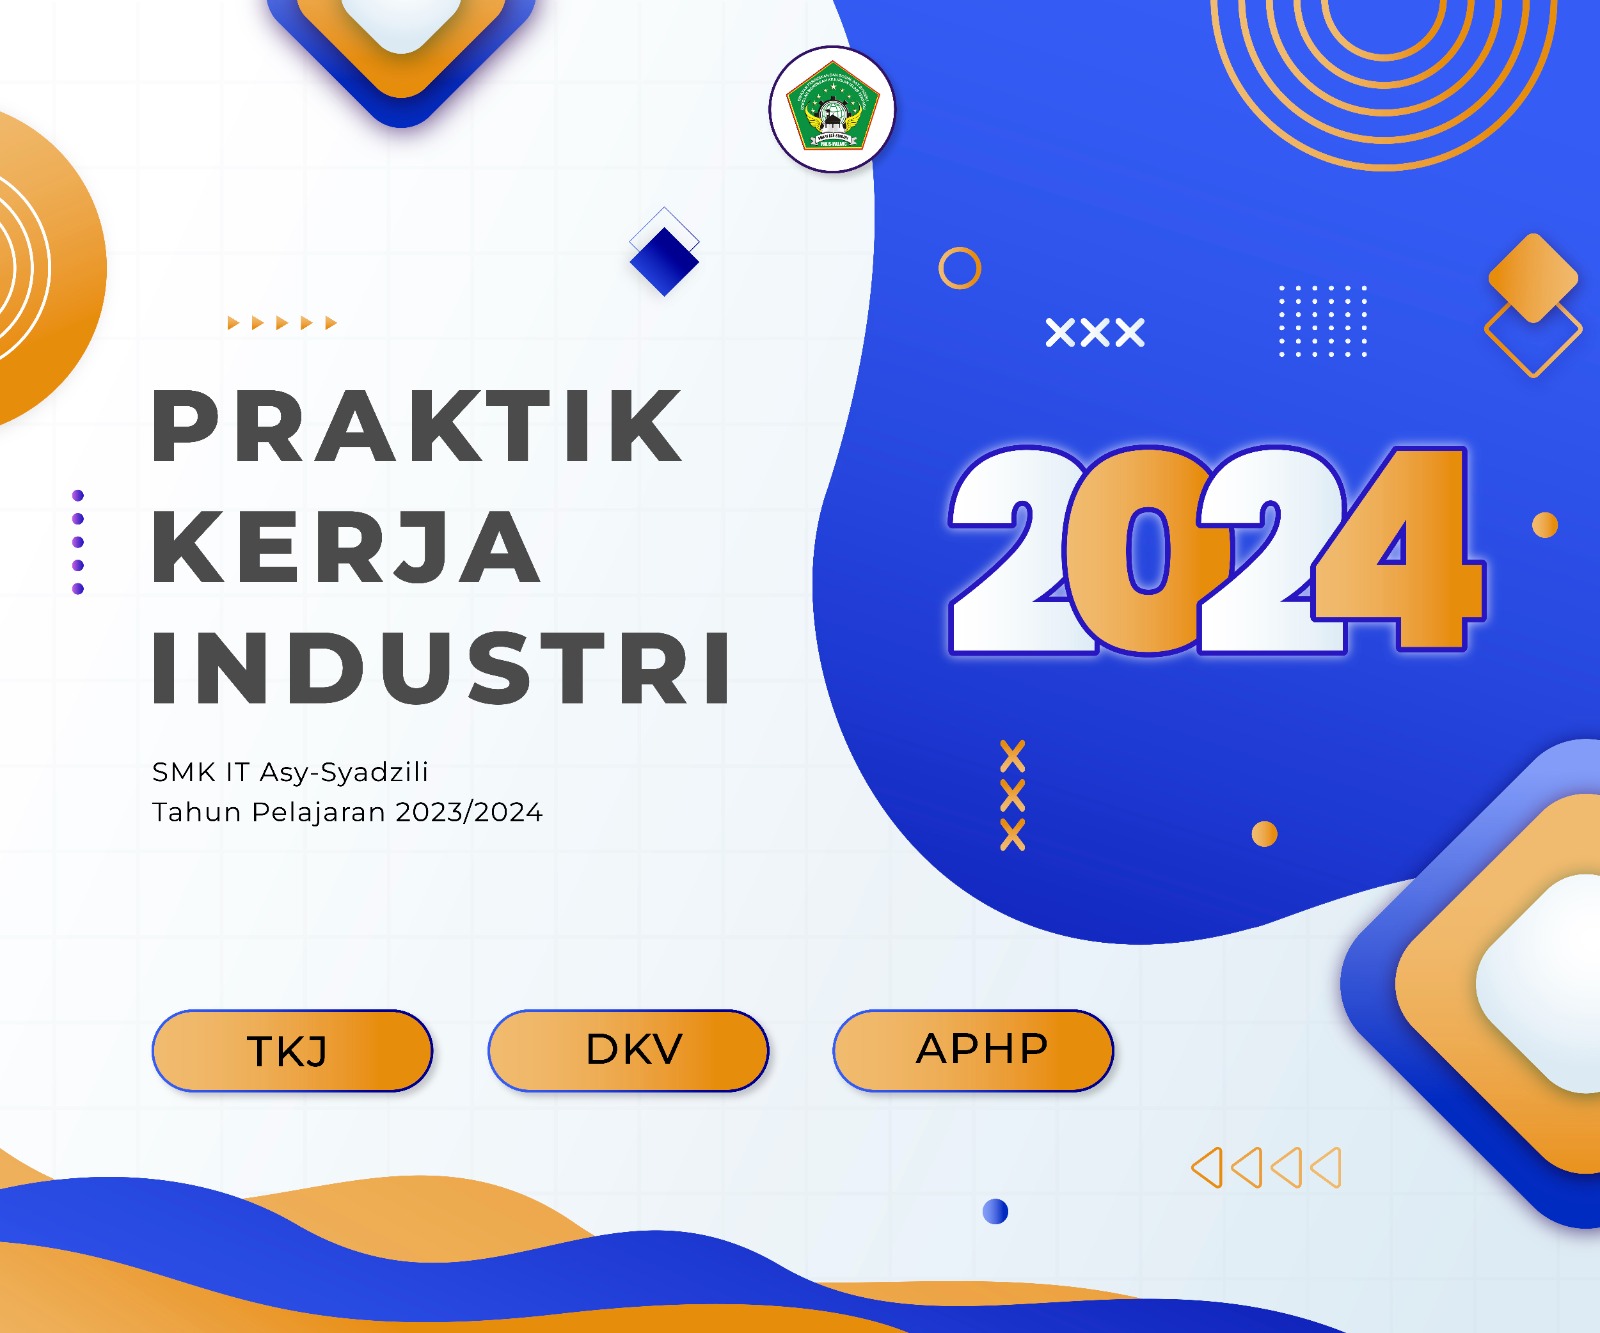 PRAKTIK
KERJA
INDUSTRI
SMK IT Asy-Syadzili
Tahun Pelajaran 2023/2024
2024
TKJ
DKV
APHP